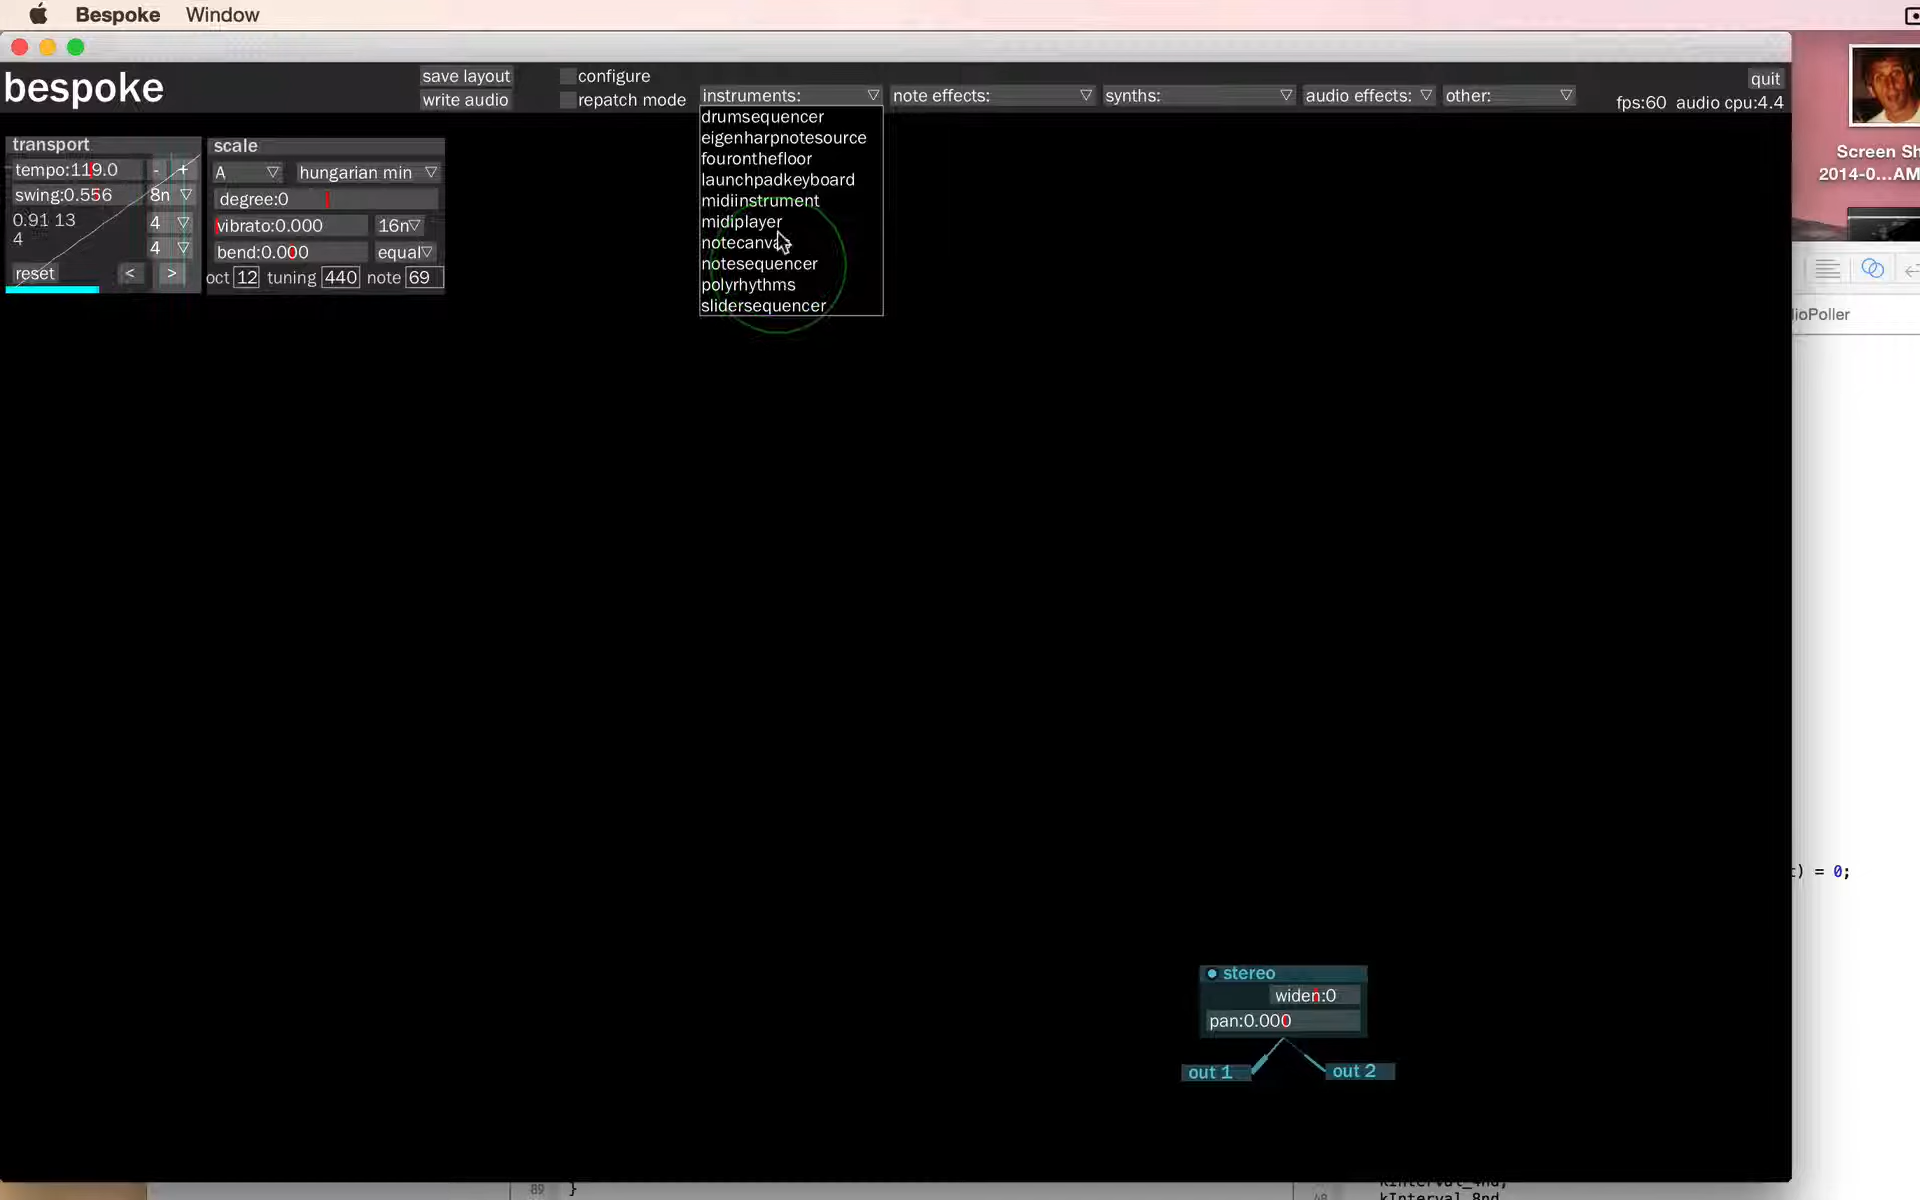 Bespoke Window
bespoke
save layout
write audio
configure
repatch mode
instruments:
note effects:
synths:
audio effects:
other:
quit
fps:60 audio cpu:4.4
drumsequencer
eigenharpnotesource
fouronthefloor
launchpadkeyboard
midiinstrument
midiplayer
notecanvas
notesequencer
polyrhythms
slidersequencer
transport
tempo:119.0 - +
swing:0.556 8n
0.91 13 4
4 4
reset < >
scale
A hungarian min
degree:0
vibrato:0.000 16n
bend:0.000 equal
oct 12 tuning 440 note 69
Screen Sh
2014-0...AM
ioPoller
) = 0;
stereo
widen:0
pan:0.000
out 1 out 2
89 }
48 kInterval_8nd